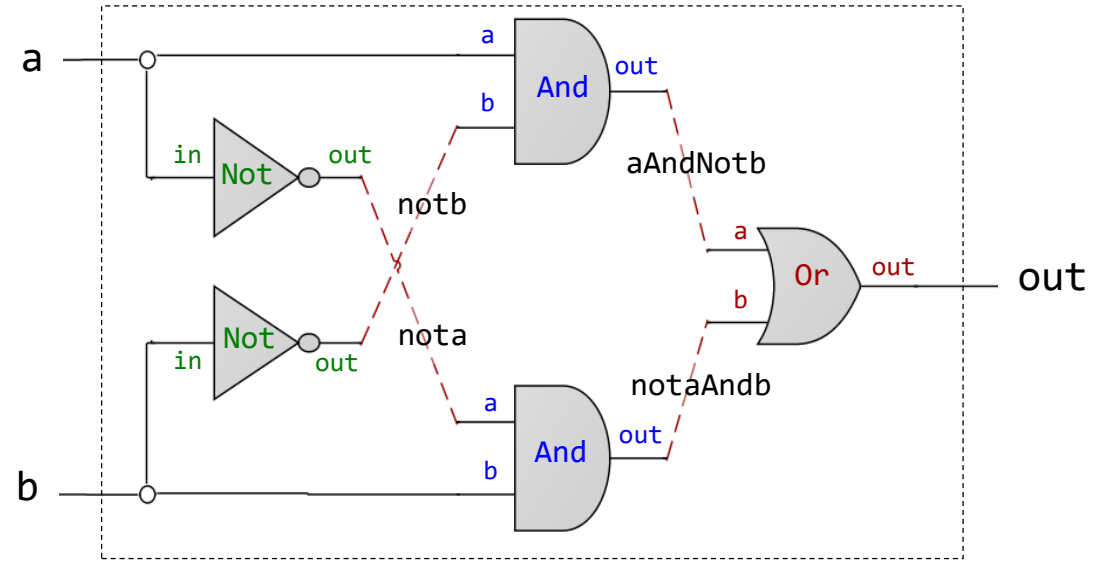 a
a
b
And
out
in
Not
out
notb
aAndNotb
a
b
Or
out
out
in
Not
out
nota
notaAndb
a
b
And
out
b